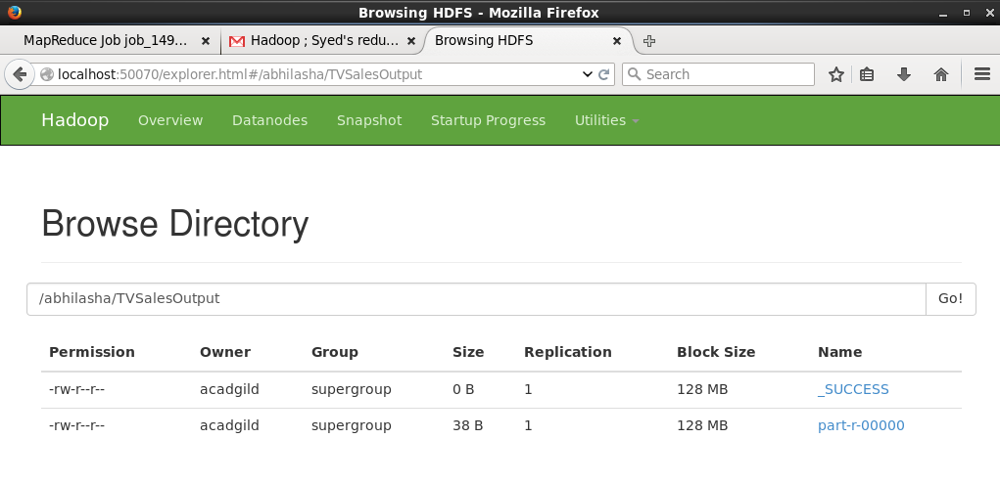 Browsing HDFS - Mozilla Firefox
MapReduce Job job_149... Hadoop ; Syed's redu... Browsing HDFS
localhost:50070/explorer.html#/abhilasha/TVSalesOutput Search
Hadoop Overview Datanodes Snapshot Startup Progress Utilities
Browse Directory
/abhilasha/TVSalesOutput Go!
Permission Owner Group Size Replication Block Size Name
-rw-r--r-- acadgild supergroup 0 B 1 128 MB _SUCCESS
-rw-r--r-- acadgild supergroup 38 B 1 128 MB part-r-00000